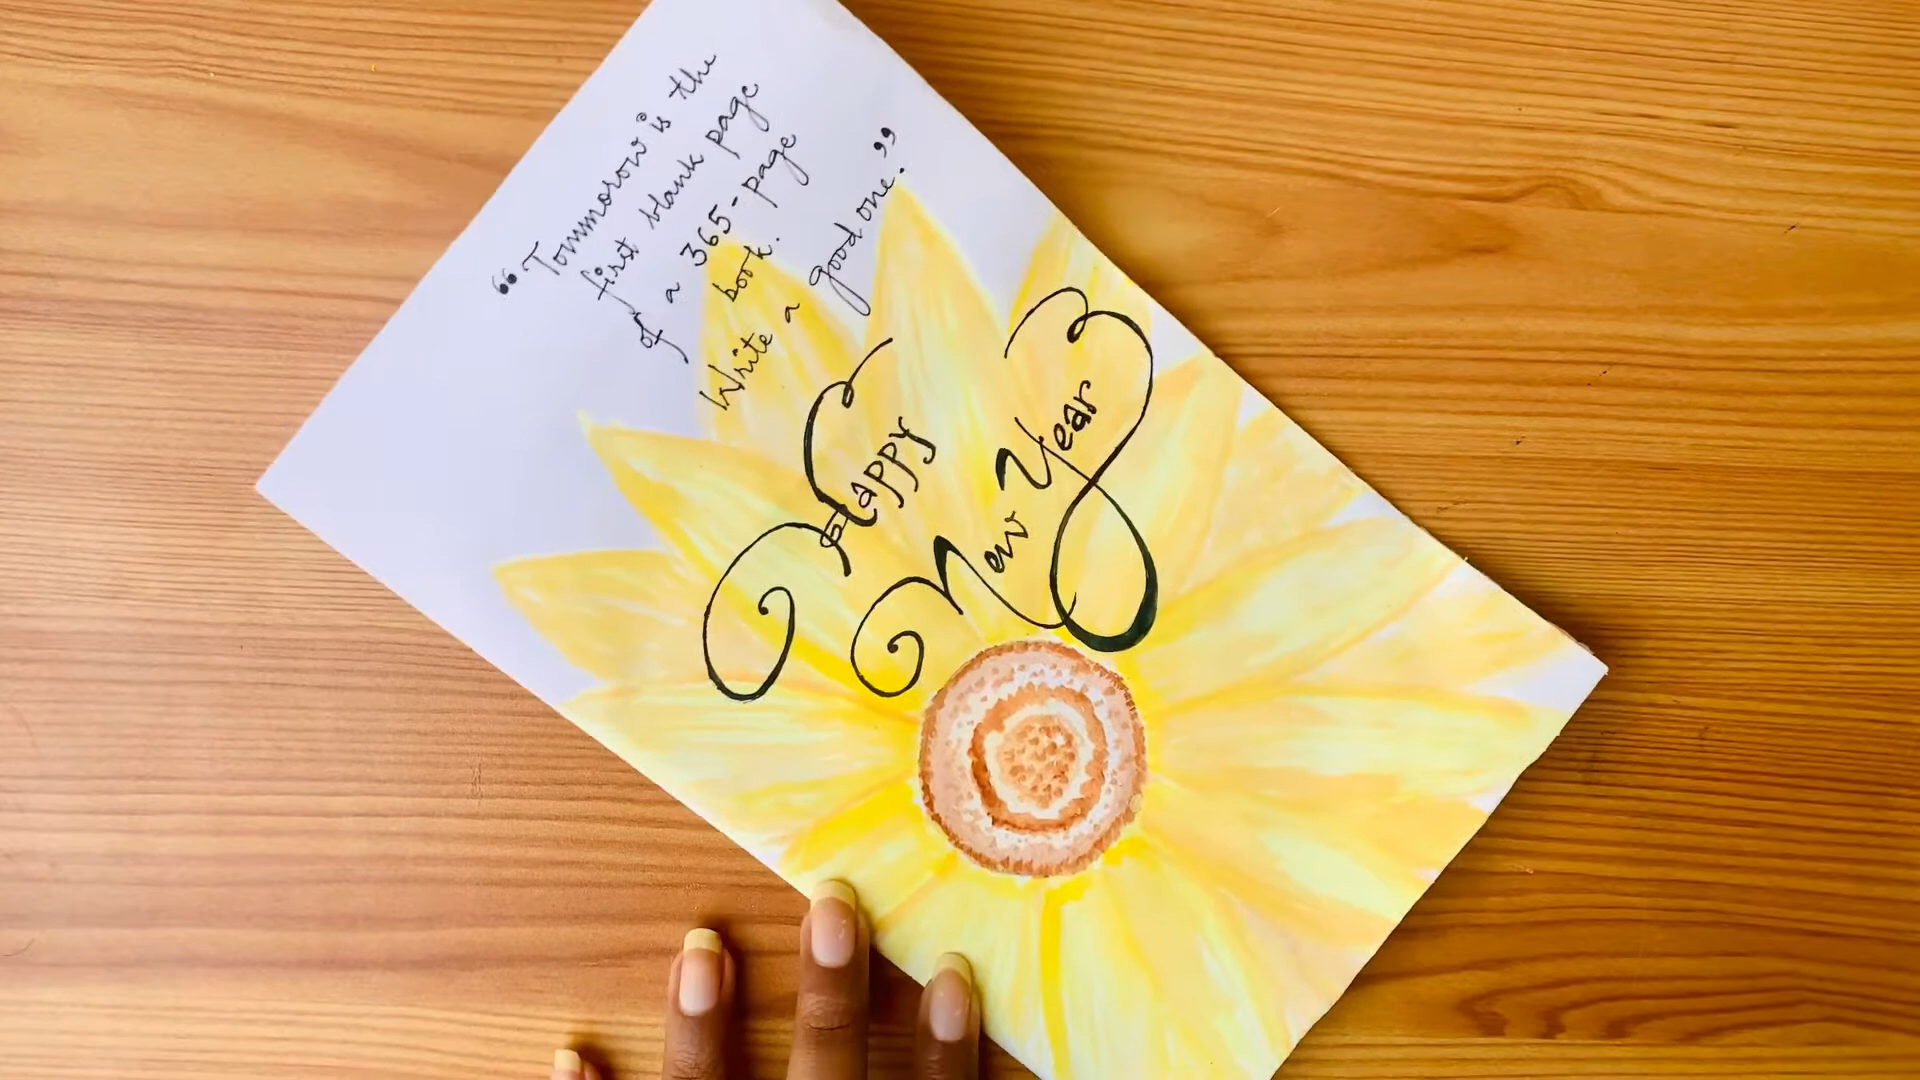 “Tommorow is the
first blank page
of a 365-page
book.
Write a good one.”
Happy
New Year